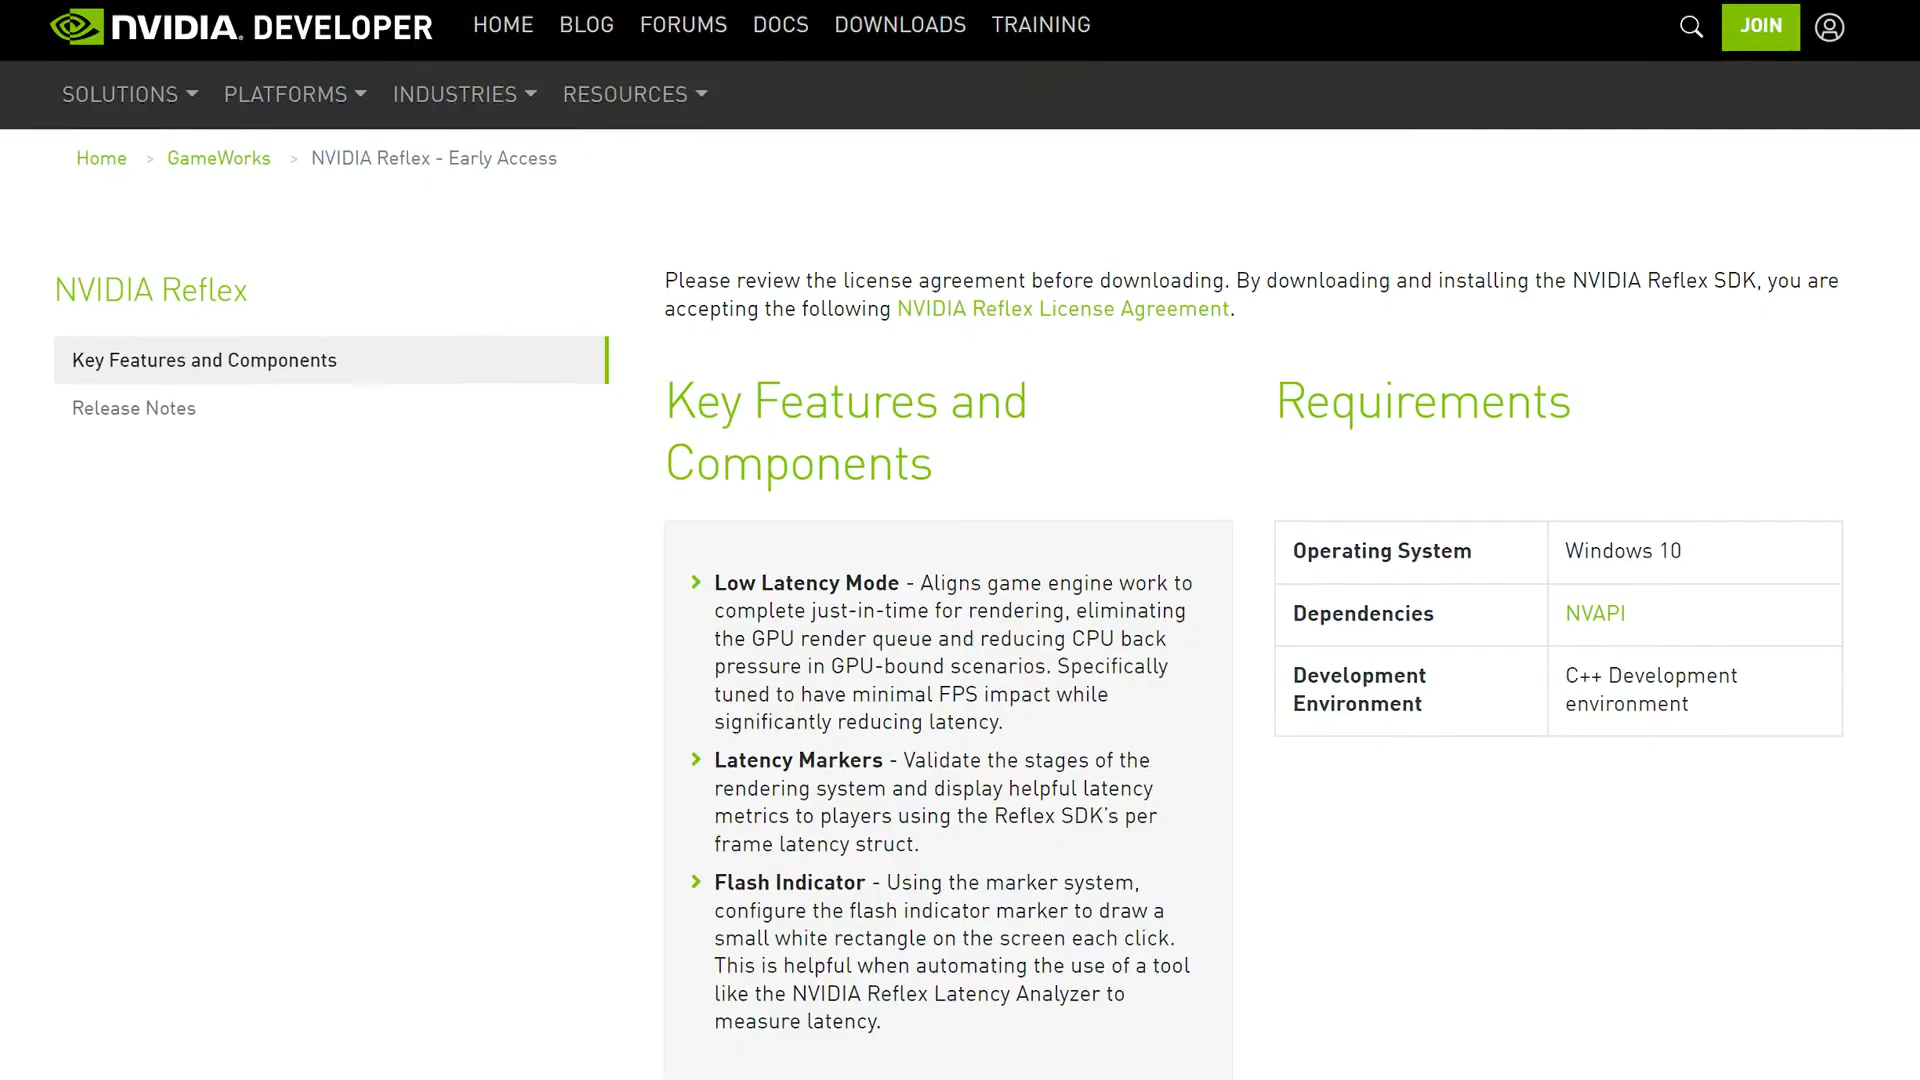 NVIDIA. DEVELOPER HOME BLOG FORUMS DOCS DOWNLOADS TRAINING JOIN
SOLUTIONS PLATFORMS INDUSTRIES RESOURCES
Home > GameWorks > NVIDIA Reflex - Early Access
NVIDIA Reflex
Key Features and Components
Release Notes
Please review the license agreement before downloading. By downloading and installing the NVIDIA Reflex SDK, you are
accepting the following NVIDIA Reflex License Agreement.
Key Features and
Components
Low Latency Mode - Aligns game engine work to
complete just-in-time for rendering, eliminating
the GPU render queue and reducing CPU back
pressure in GPU-bound scenarios. Specifically
tuned to have minimal FPS impact while
significantly reducing latency.
Latency Markers - Validate the stages of the
rendering system and display helpful latency
metrics to players using the Reflex SDK's per
frame latency struct.
Flash Indicator - Using the marker system,
configure the flash indicator marker to draw a
small white rectangle on the screen each click.
This is helpful when automating the use of a tool
like the NVIDIA Reflex Latency Analyzer to
measure latency.
Requirements
Operating System Windows 10
Dependencies NVAPI
Development C++ Development
Environment environment